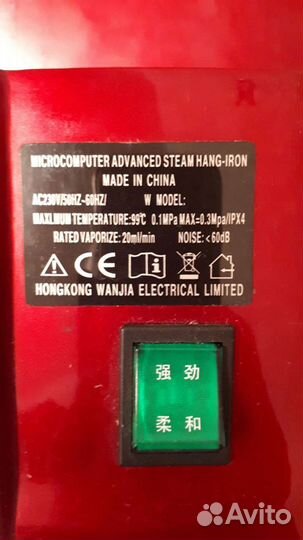 MICROCOMPUTER ADVANCED STEAM HANG-IRON
MADE IN CHINA
AC230V/50HZ~60HZ/ W MODEL:
MAXLMUM TEMPERATURE:99℃ 0.1MPa MAX=0.3Mpa/IPX4
RATED VAPORIZE: 20ml/min NOISE:<60dB
CE
HONGKONG WANJIA ELECTRICAL LIMITED
强劲
柔和
Avito